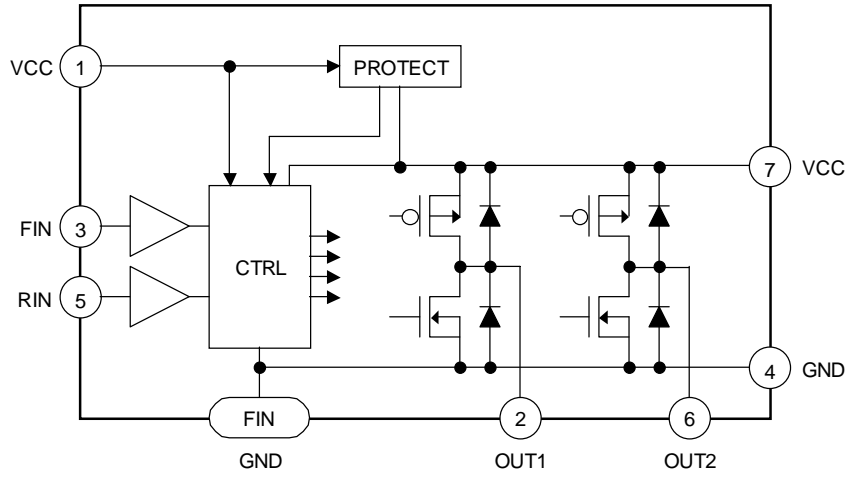 VCC 1
PROTECT
7 VCC
FIN 3
CTRL
RIN 5
4 GND
FIN
2
6
GND
OUT1
OUT2